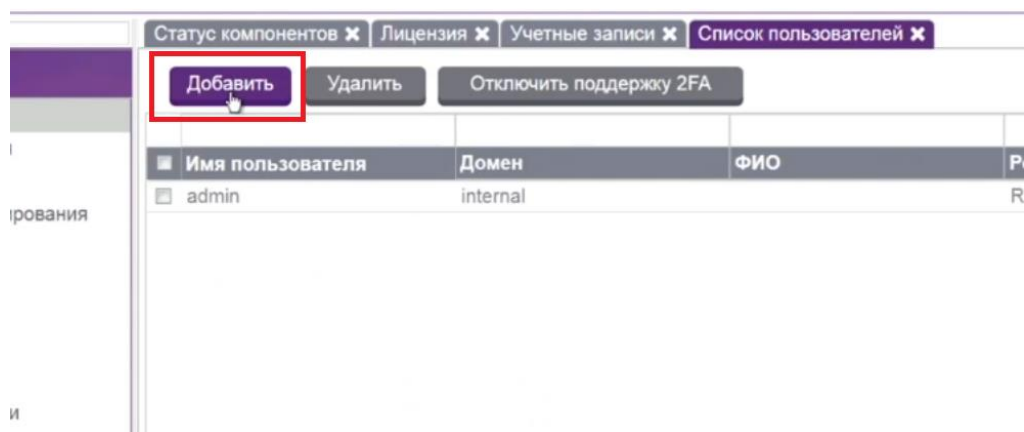 Статус компонентов ✖ Лицензия ✖ Учетные записи ✖ Список пользователей ✖
Добавить Удалить Отключить поддержку 2FA
Имя пользователя Домен ФИО
admin internal